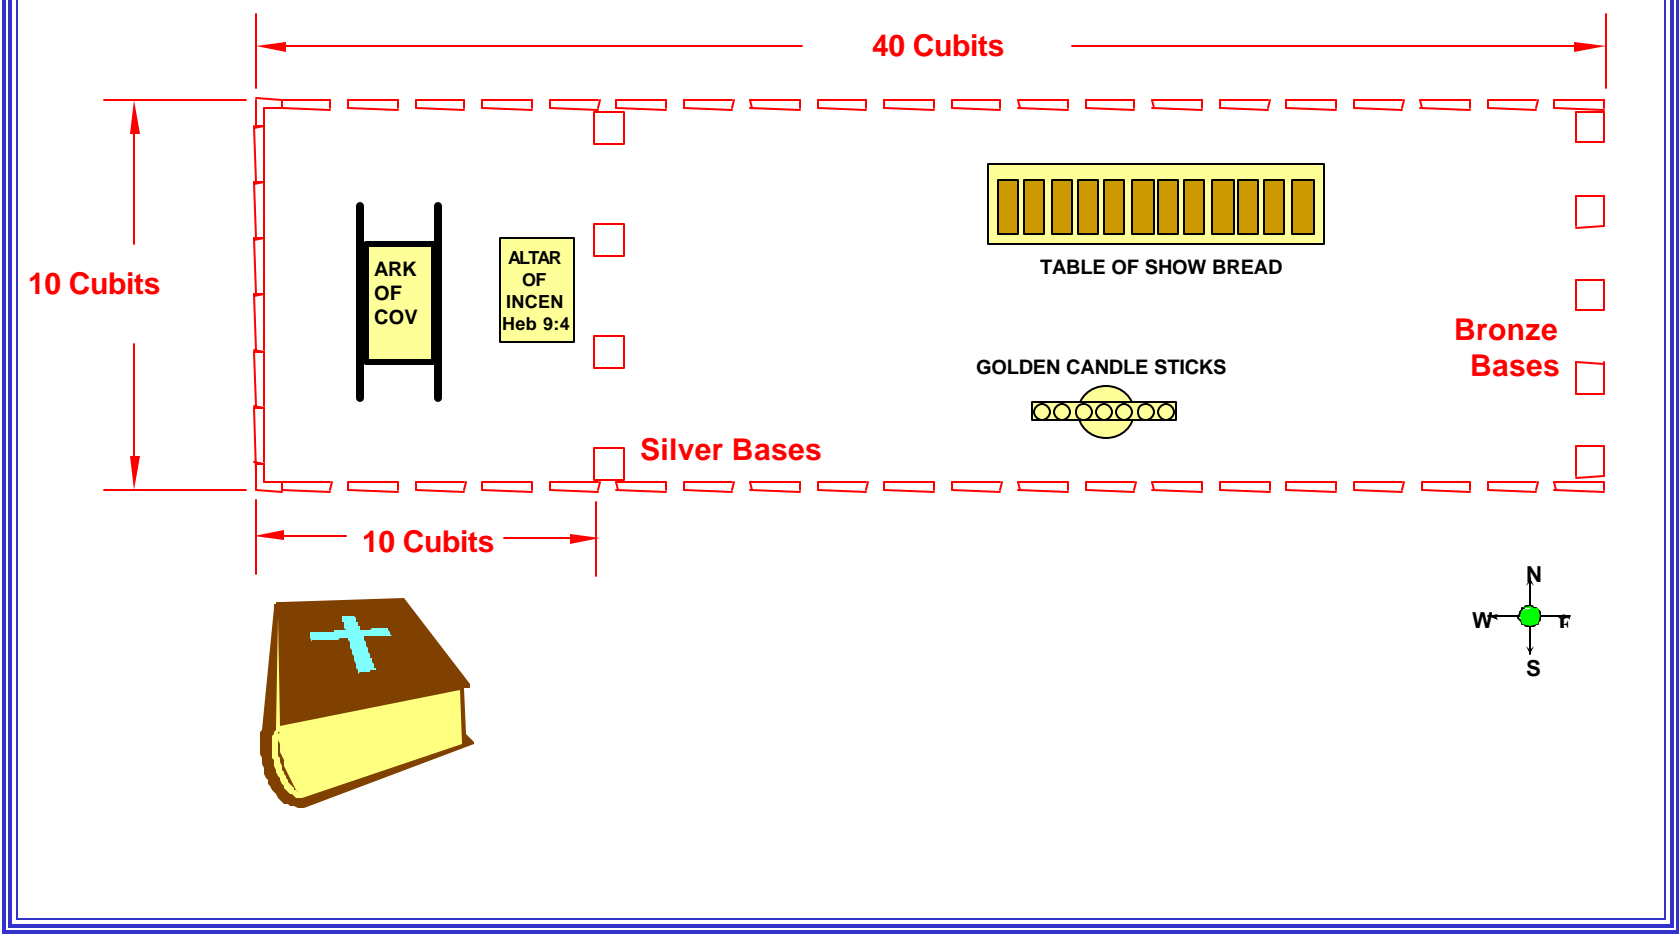 40 Cubits
10 Cubits
ARK
OF
COV
ALTAR
OF
INCEN
Heb 9:4
TABLE OF SHOW BREAD
Bronze
Bases
GOLDEN CANDLE STICKS
Silver Bases
10 Cubits
N
W
S